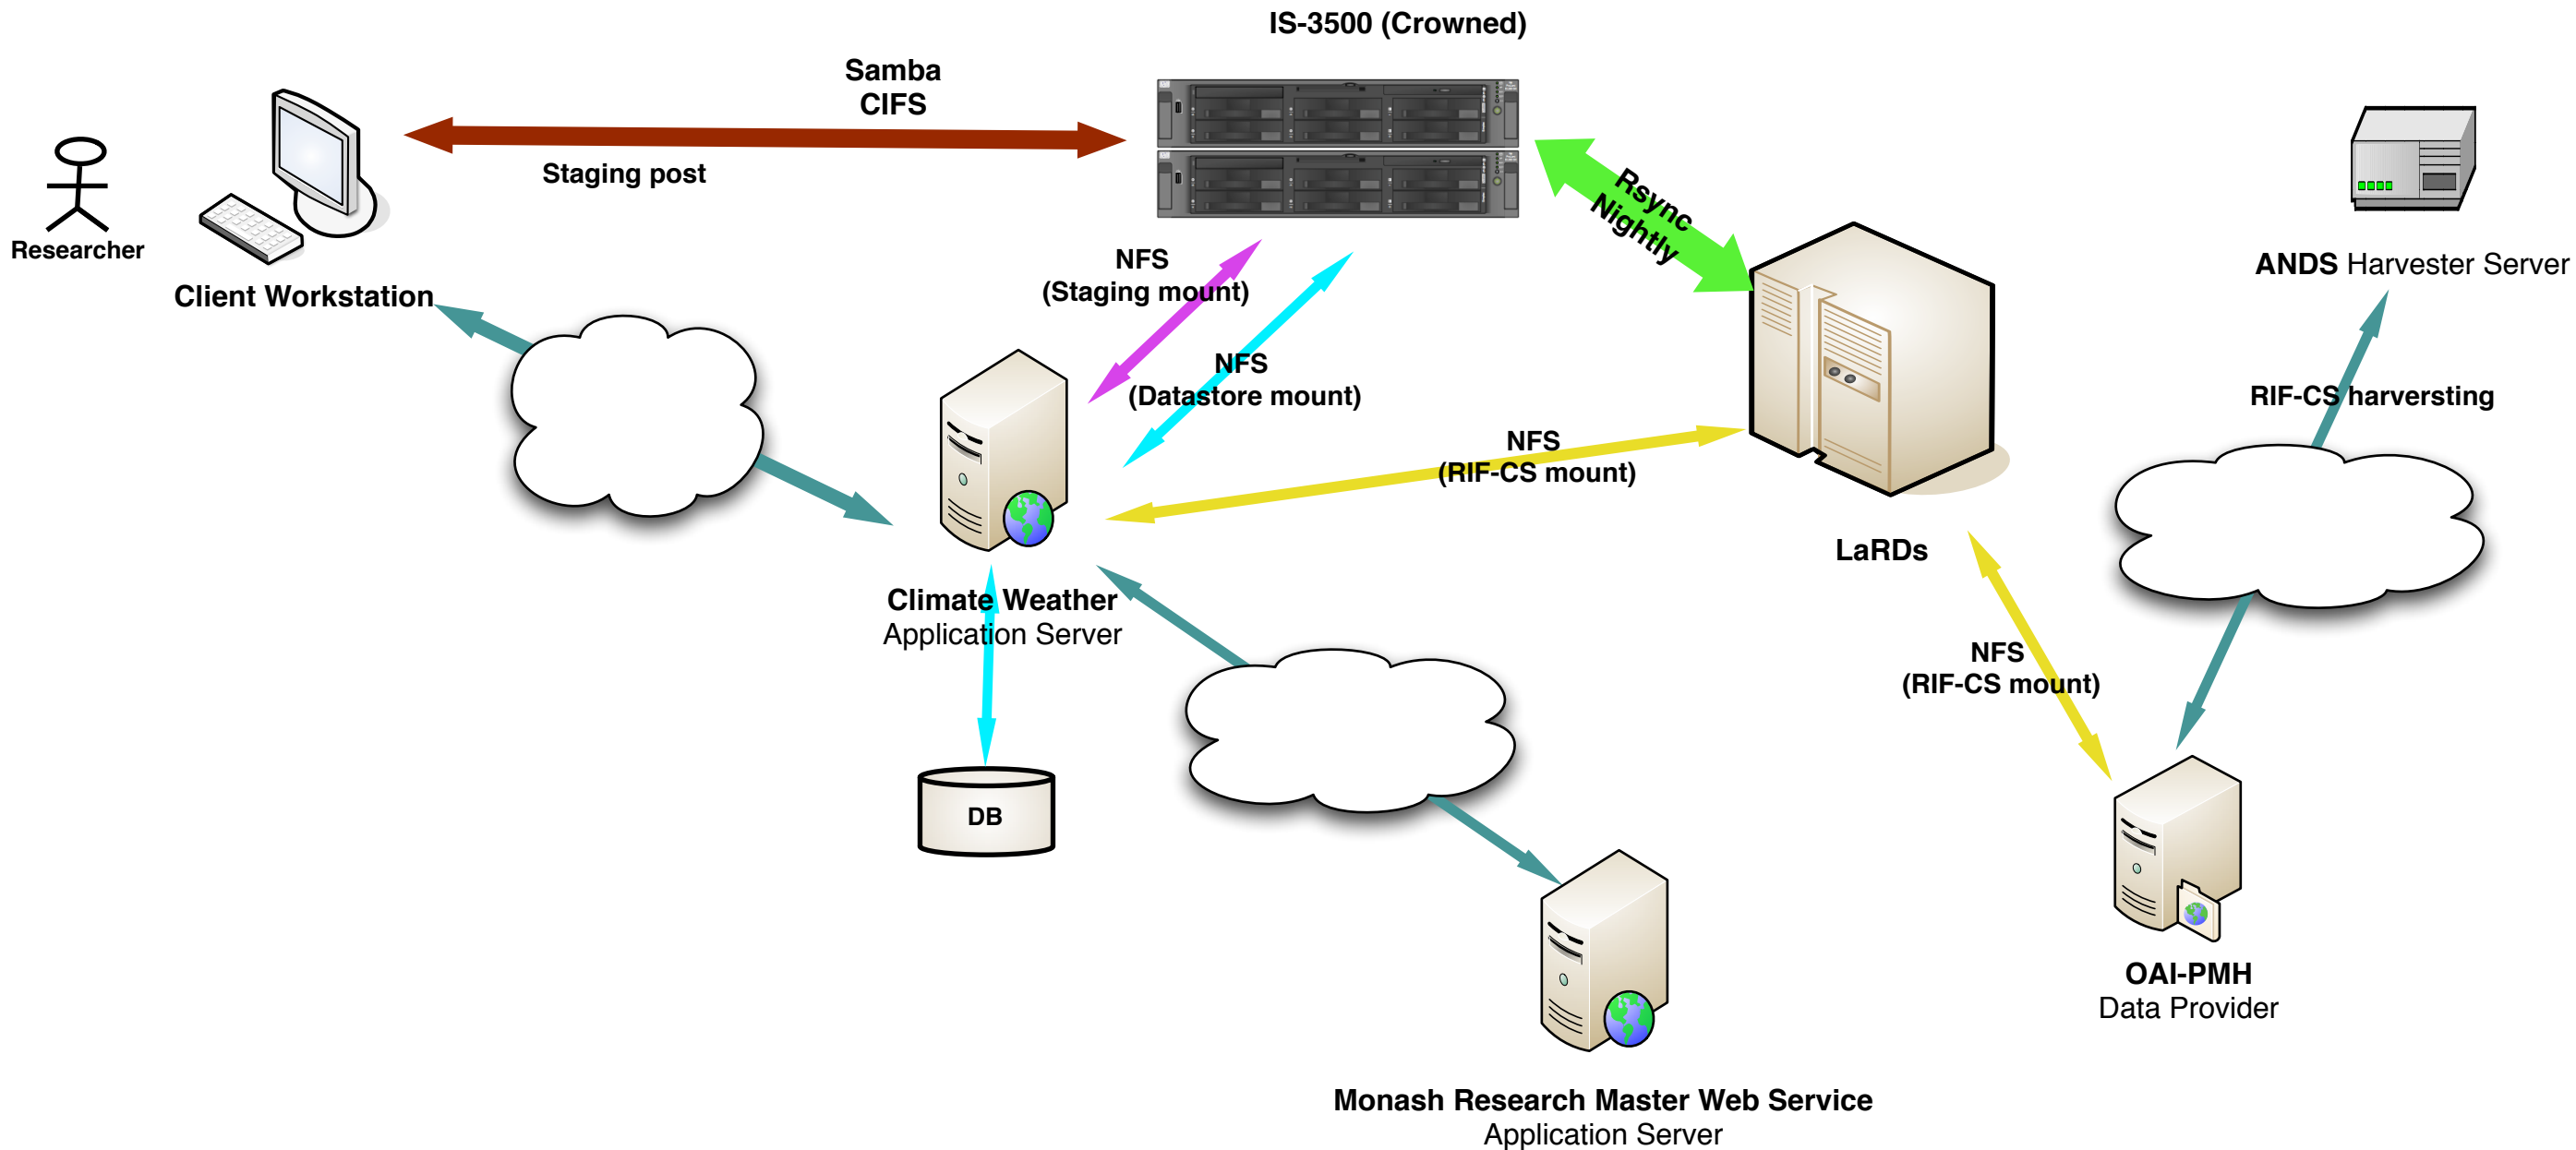 IS-3500 (Crowned)
Samba
CIFS
Staging post
Researcher
Client Workstation
Rsync
Nightly
ANDS Harvester Server
NFS
(Staging mount)
NFS
(Datastore mount)
RIF-CS harversting
NFS
(RIF-CS mount)
LaRDs
Climate Weather
Application Server
NFS
(RIF-CS mount)
DB
OAI-PMH
Data Provider
Monash Research Master Web Service
Application Server